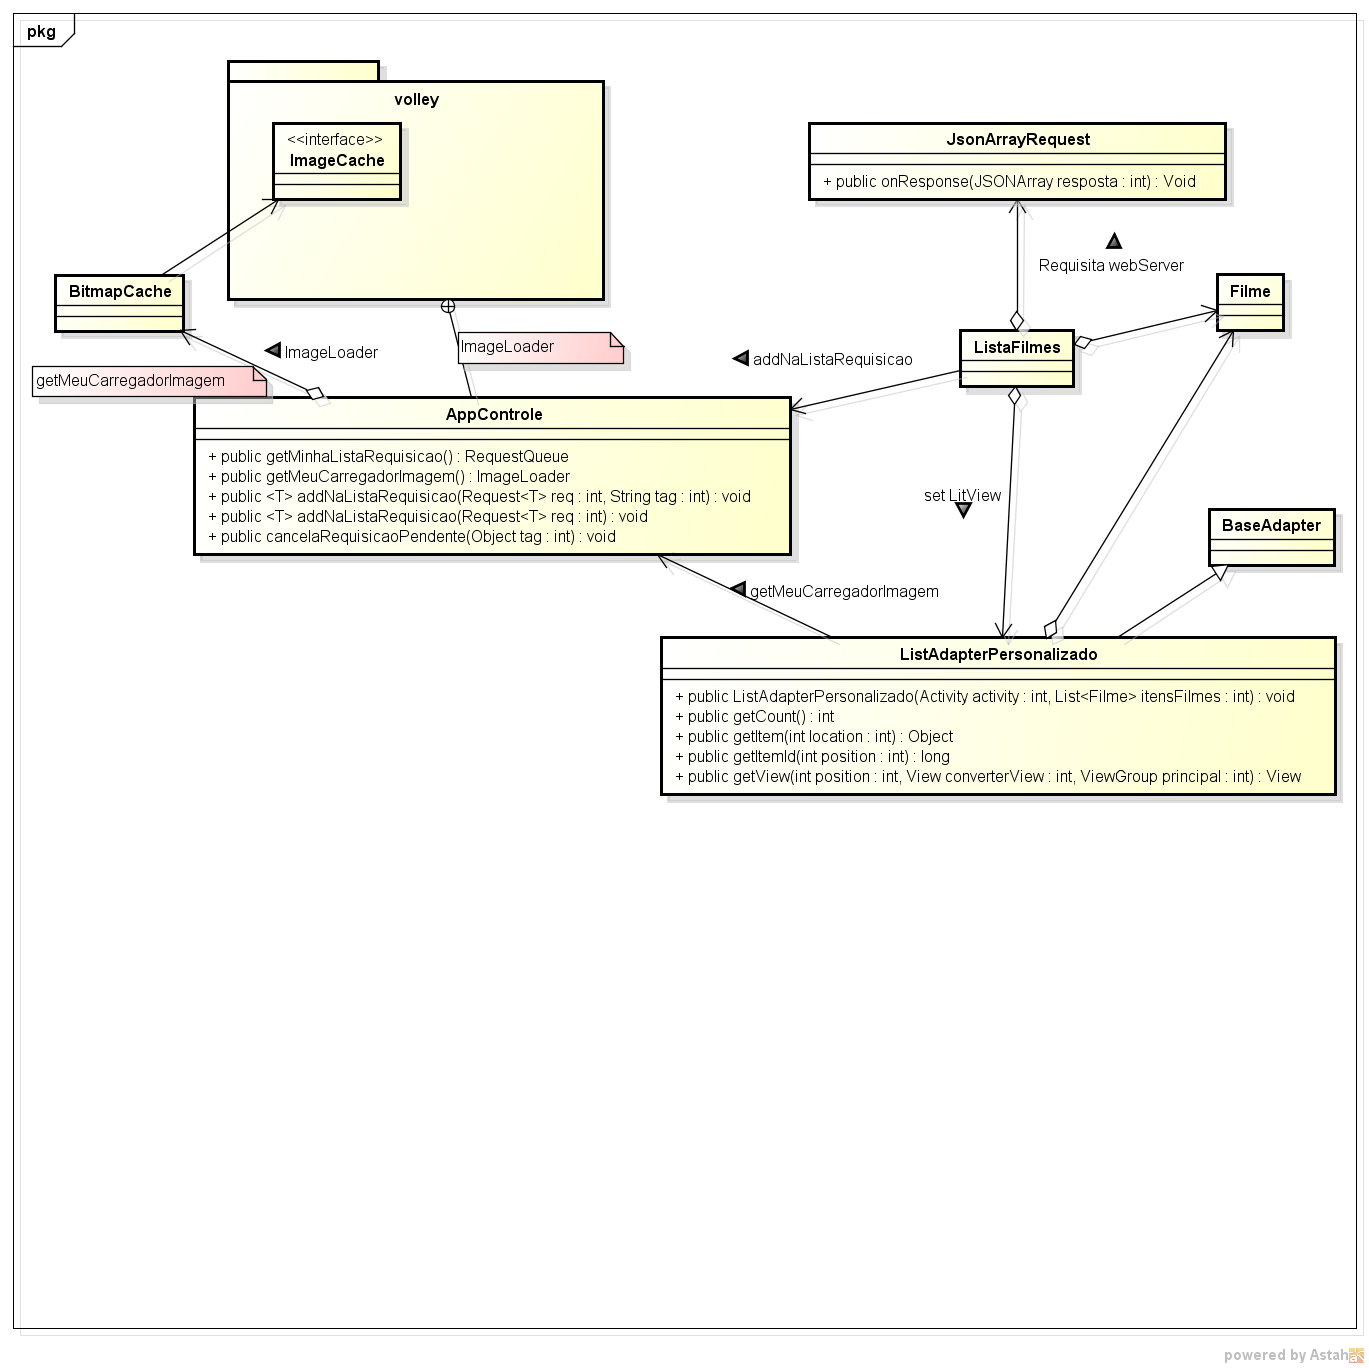 pkg
volley
<<interface>>
ImageCache
JsonArrayRequest
+ public onResponse(JSONArray resposta : int) : Void
Requisita webServer
BitmapCache
Filme
ImageLoader
ImageLoader
addNaListaRequisicao
ListaFilmes
getMeuCarregadorImagem
AppControle
+ public getMinhaListaRequisicao() : RequestQueue
+ public getMeuCarregadorImagem() : ImageLoader
+ public <T> addNaListaRequisicao(Request<T> req : int, String tag : int) : void
+ public <T> addNaListaRequisicao(Request<T> req : int) : void
+ public cancelaRequisicaoPendente(Object tag : int) : void
set LitView
BaseAdapter
getMeuCarregadorImagem
ListAdapterPersonalizado
+ public ListAdapterPersonalizado(Activity activity : int, List<Filme> itensFilmes : int) : void
+ public getCount() : int
+ public getItem(int location : int) : Object
+ public getItemId(int position : int) : long
+ public getView(int position : int, View converterView : int, ViewGroup principal : int) : View
powered by Astah